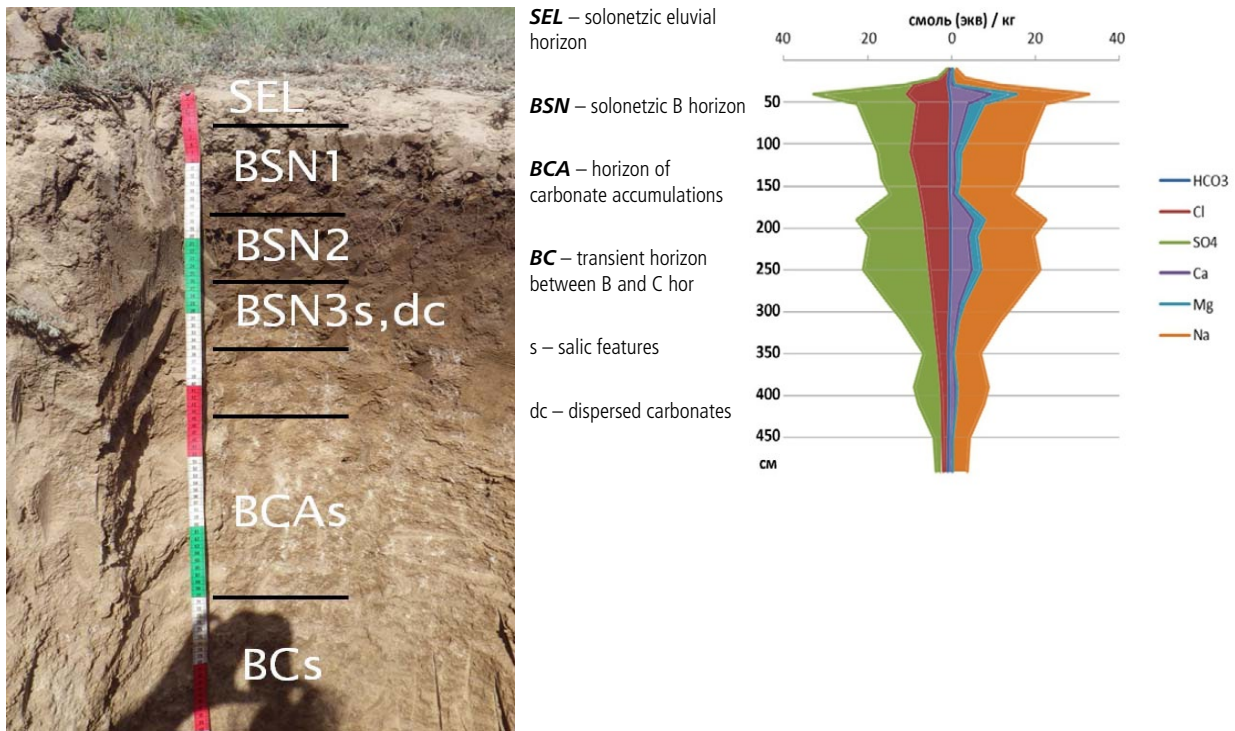 SEL
BSN1
BSN2
BSN3s,dc
BCAs
BCs
SEL – solonetzic eluvial
horizon
BSN – solonetzic B horizon
BCA – horizon of
carbonate accumulations
BC – transient horizon
between B and C hor
s – salic features
dc – dispersed carbonates
смоль (экв) / кг
40 20 0 20 40
50
100
150
200
250
300
350
400
450
см
HCO3
Cl
SO4
Ca
Mg
Na